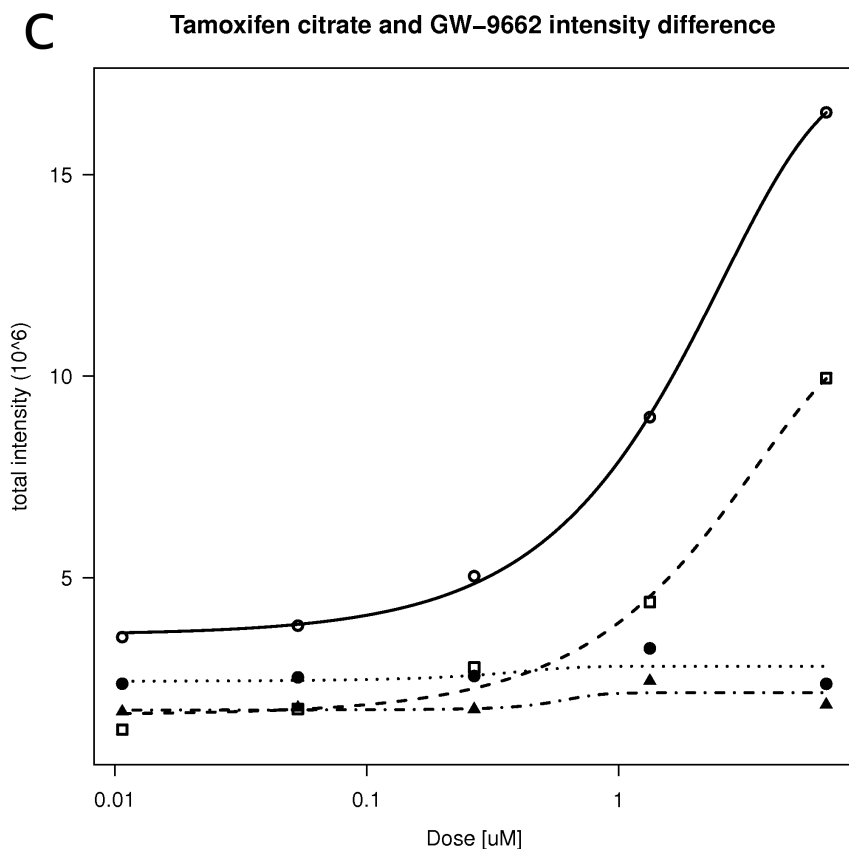 C
Tamoxifen citrate and GW−9662 intensity difference
total intensity (10^6)
15
10
5
0.01
0.1
1
Dose [uM]